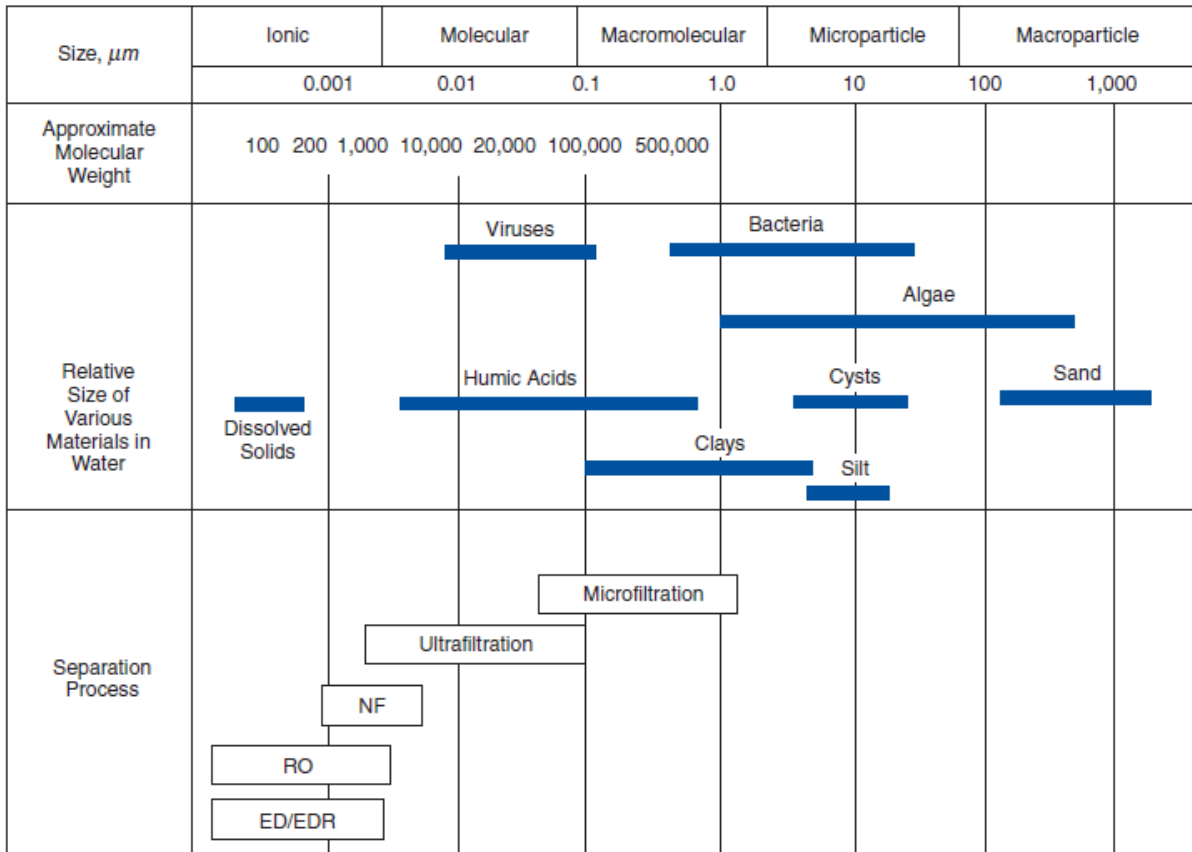 Size, μm
Ionic
Molecular
Macromolecular
Microparticle
Macroparticle
0.001
0.01
0.1
1.0
10
100
1,000
Approximate
Molecular
Weight
100 200 1,000 10,000 20,000 100,000 500,000
Relative
Size of
Various
Materials in
Water
Viruses
Bacteria
Algae
Humic Acids
Cysts
Sand
Dissolved
Solids
Clays
Silt
Separation
Process
Microfiltration
Ultrafiltration
NF
RO
ED/EDR